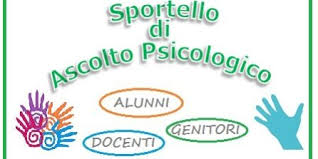 Sportello
di
Ascolto Psicologico
ALUNNI
GENITORI
DOCENTI